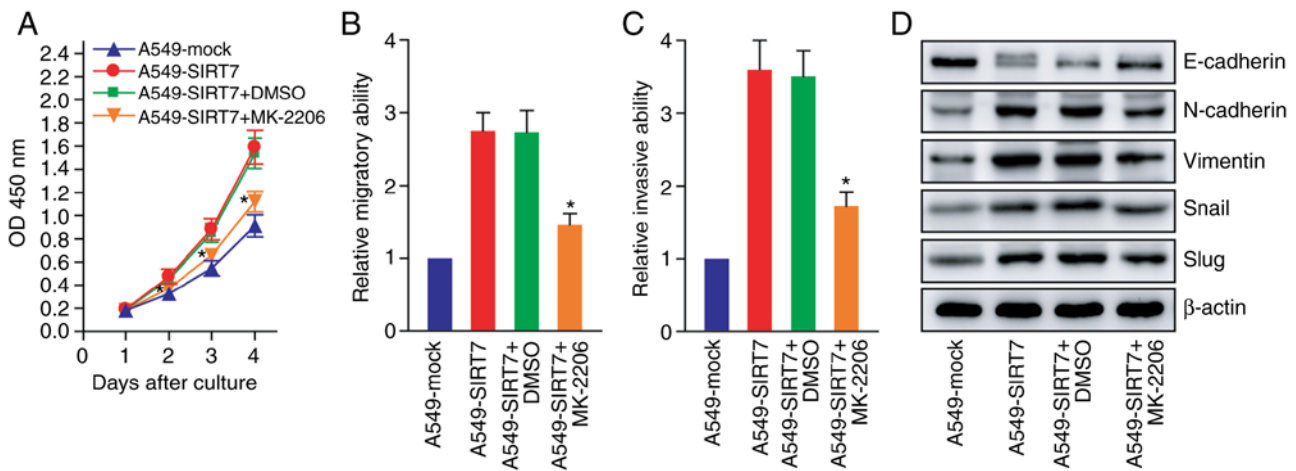 A
A549-mock
A549-SIRT7
A549-SIRT7+DMSO
A549-SIRT7+MK-2206
OD 450 nm
2.4
2.2
2.0
1.8
1.6
1.4
1.2
1.0
0.8
0.6
0.4
0.2
0.0
*
*
*
0 1 2 3 4
Days after culture
B
Relative migratory ability
4
3
2
1
0
*
A549-mock
A549-SIRT7
A549-SIRT7+
DMSO
A549-SIRT7+
MK-2206
C
Relative invasive ability
4
3
2
1
0
*
A549-mock
A549-SIRT7
A549-SIRT7+
DMSO
A549-SIRT7+
MK-2206
D
E-cadherin
N-cadherin
Vimentin
Snail
Slug
β-actin
A549-mock
A549-SIRT7
A549-SIRT7+
DMSO
A549-SIRT7+
MK-2206